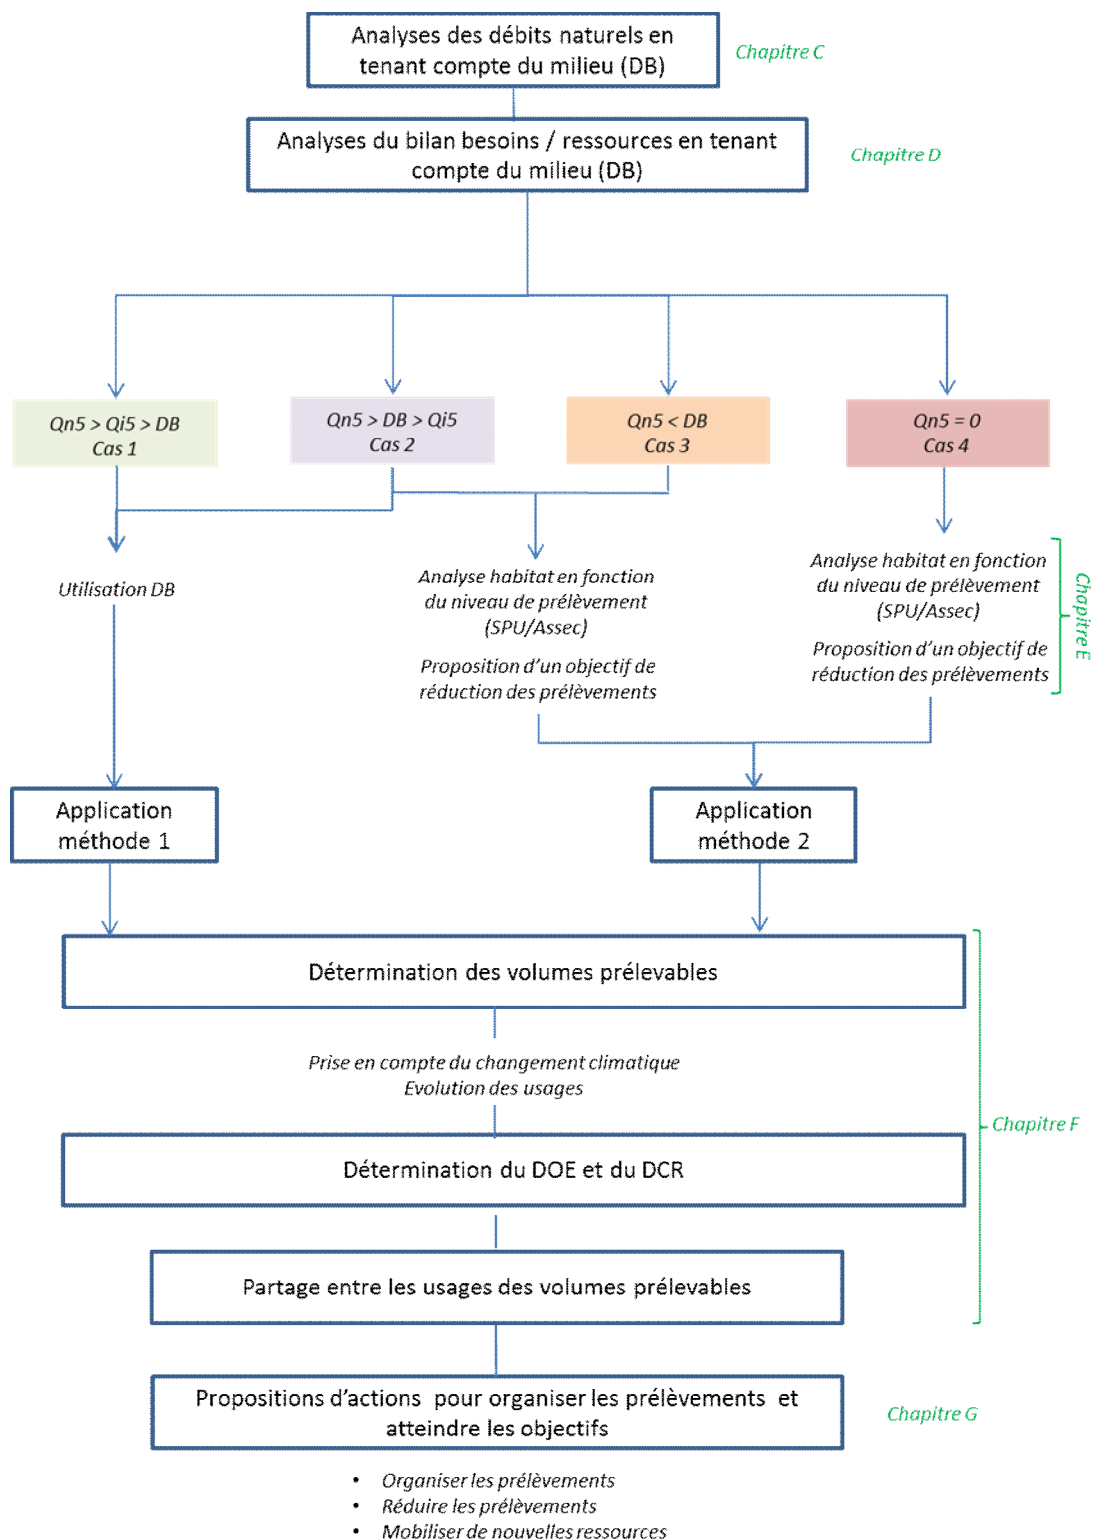 Analyses des débits naturels en
tenant compte du milieu (DB)
Chapitre C
Analyses du bilan besoins / ressources en tenant
compte du milieu (DB)
Chapitre D
Qn5 > Qi5 > DB
Cas 1
Qn5 > DB > Qi5
Cas 2
Qn5 < DB
Cas 3
Qn5 = 0
Cas 4
Utilisation DB
Analyse habitat en fonction
du niveau de prélèvement
(SPU/Assec)
Proposition d'un objectif de
réduction des prélèvements
Analyse habitat en fonction
du niveau de prélèvement
(SPU/Assec)
Proposition d'un objectif de
réduction des prélèvements
Chapitre E
Application
méthode 1
Application
méthode 2
Détermination des volumes prélevables
Prise en compte du changement climatique
Evolution des usages
Chapitre F
Détermination du DOE et du DCR
Partage entre les usages des volumes prélevables
Propositions d'actions pour organiser les prélèvements et
atteindre les objectifs
Chapitre G
• Organiser les prélèvements
• Réduire les prélèvements
• Mobiliser de nouvelles ressources